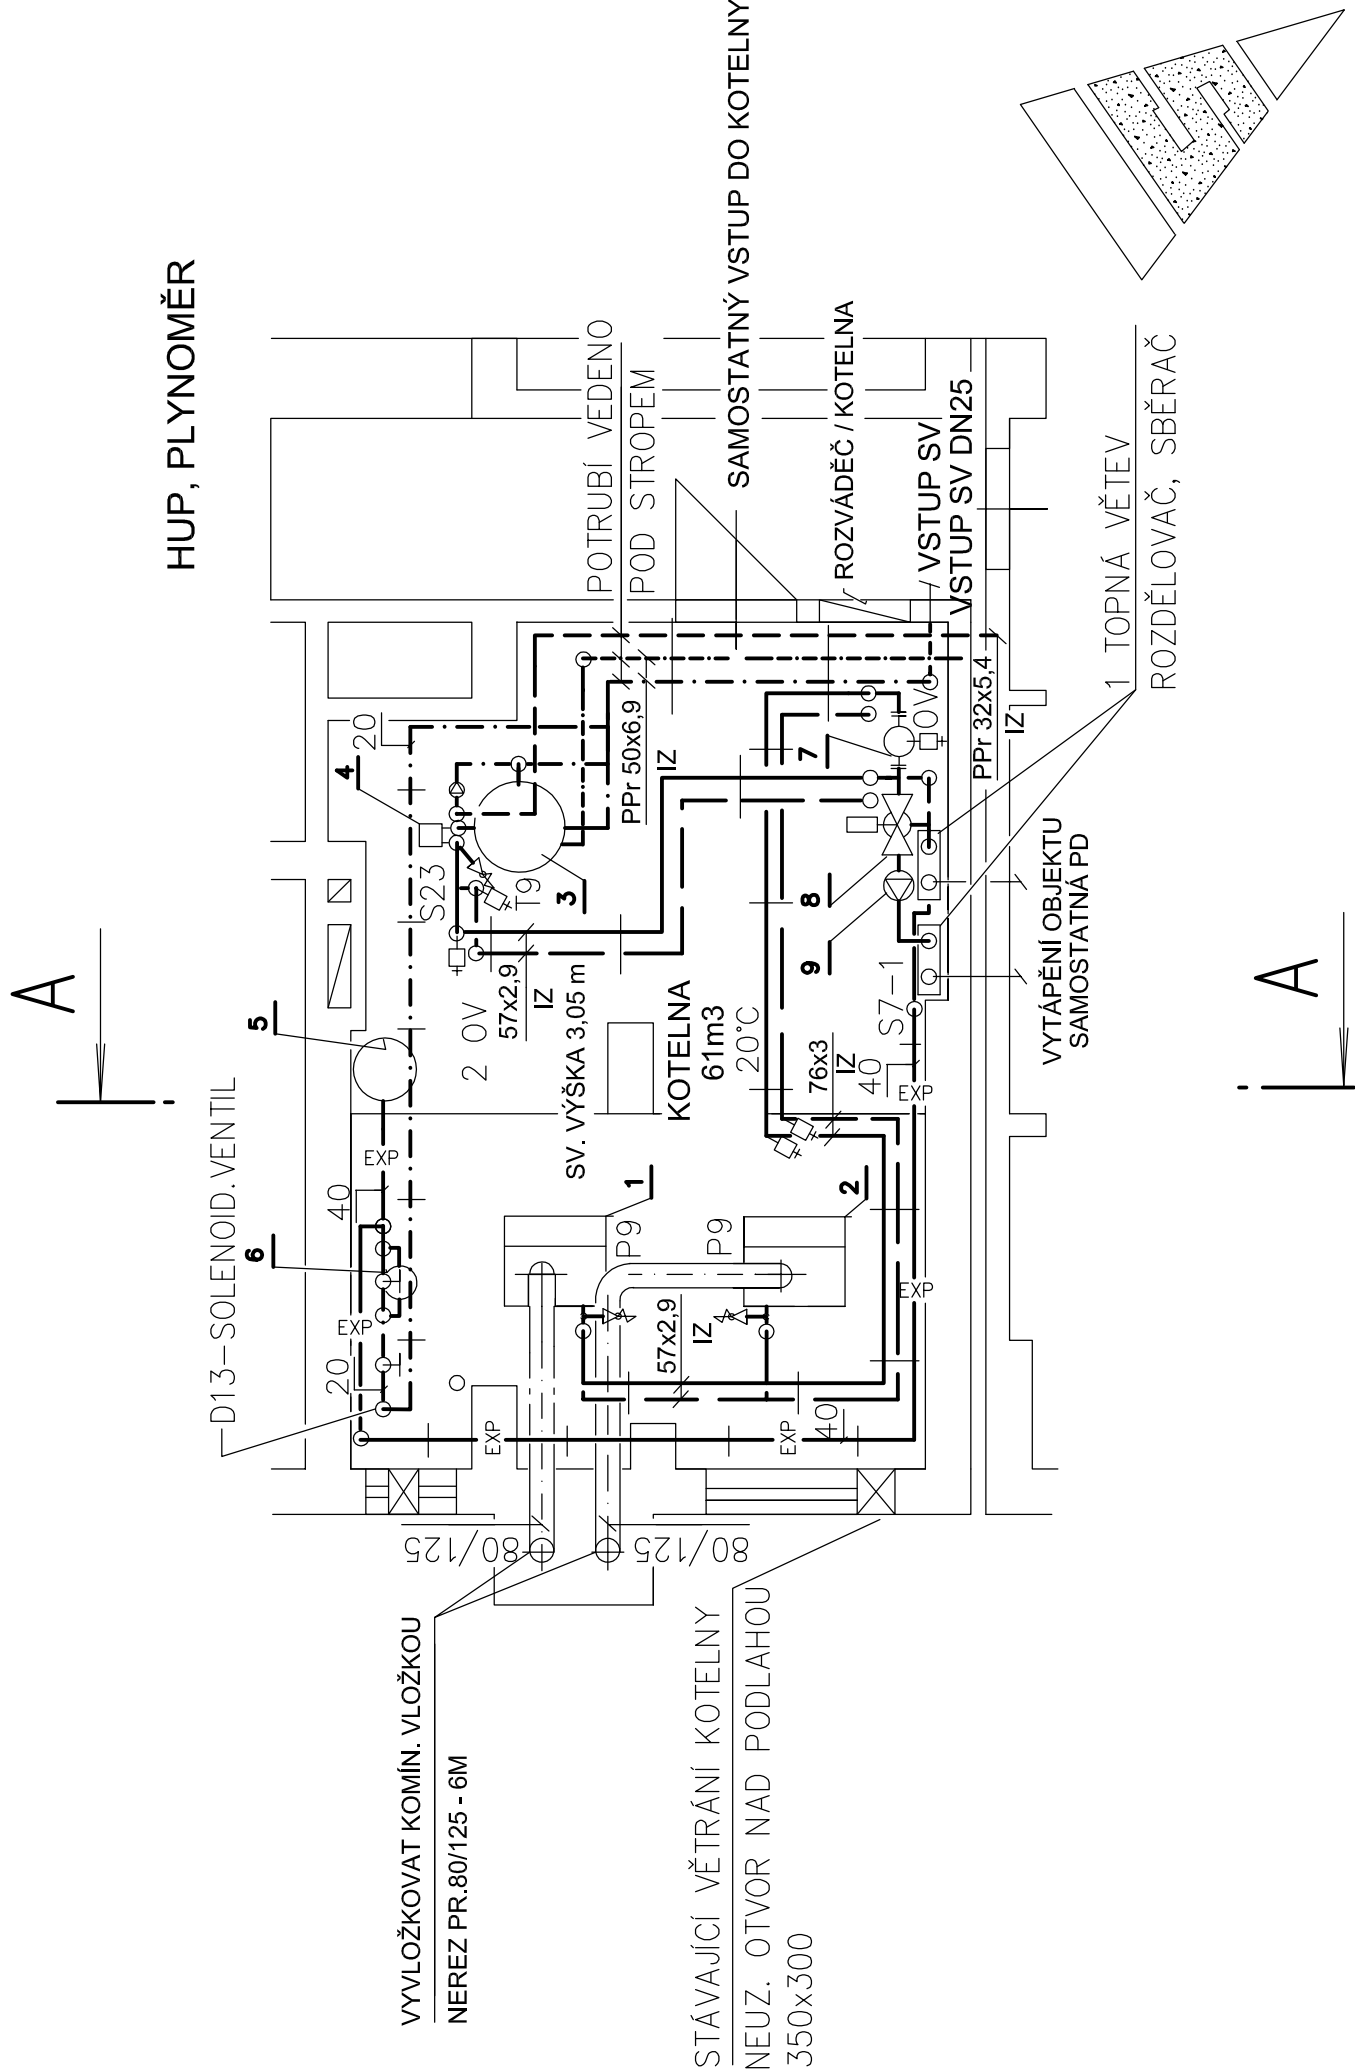 HUP, PLYNOMĚR
A
A
D13-SOLENOID.VENTIL
VYVLOŽKOVAT KOMÍN. VLOŽKOU
NEREZ PR.80/125 - 6M
STÁVAJÍCÍ VĚTRÁNÍ KOTELNY
NEUZ. OTVOR NAD PODLAHOU
350x300
80/125
80/125
20
EXP
40
EXP
6
5
4
20
S23
T9
3
2 OV
57x2,9
IZ
SV. VÝŠKA 3,05 m
KOTELNA
61m3
20°C
PPr 50x6,9
IZ
POTRUBÍ VEDENO
POD STROPEM
SAMOSTATNÝ VSTUP DO KOTELNY
ROZVÁDĚČ / KOTELNA
VSTUP SV
VSTUP SV DN25
PPr 32x5,4
IZ
OV
7
8
9
S7-1
76x3
IZ
40
EXP
1
2
P9
P9
57x2,9
IZ
EXP
EXP
EXP
40
VYTÁPĚNÍ OBJEKTU
SAMOSTATNÁ PD
1 TOPNÁ VĚTEV
ROZDĚLOVAČ, SBĚRAČ